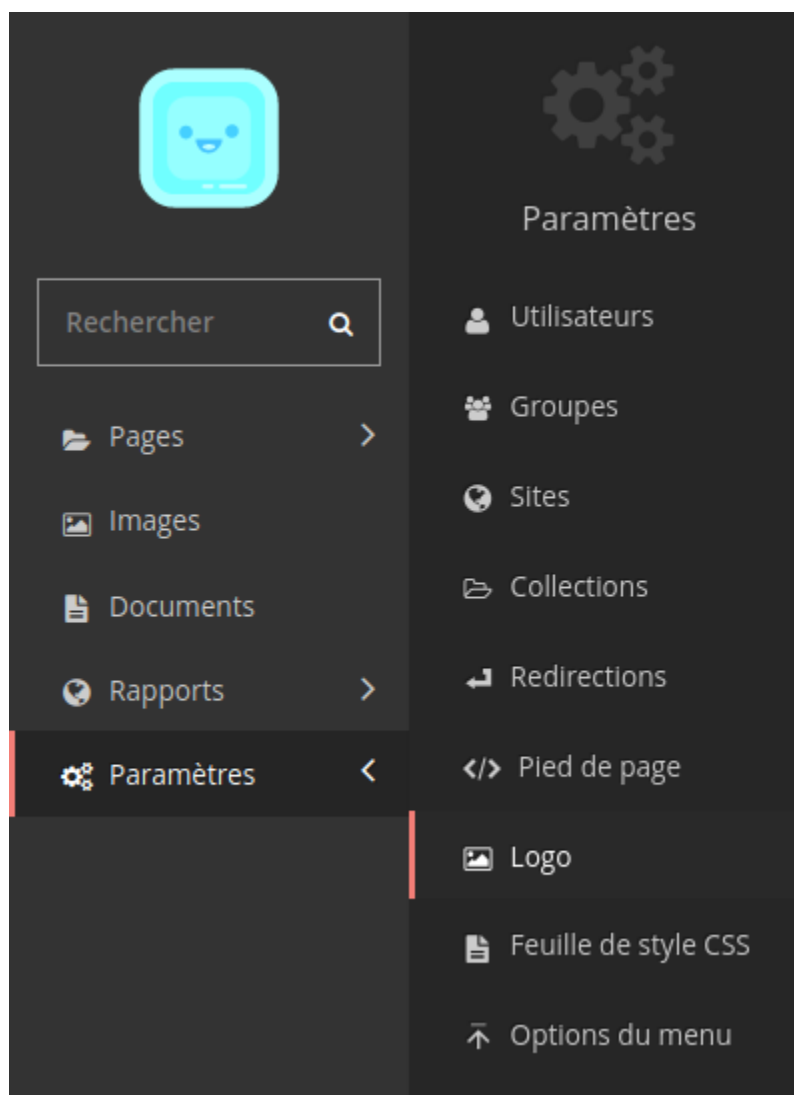 Rechercher
Pages
Images
Documents
Rapports
Paramètres
Paramètres
Utilisateurs
Groupes
Sites
Collections
Redirections
Pied de page
Logo
Feuille de style CSS
Options du menu